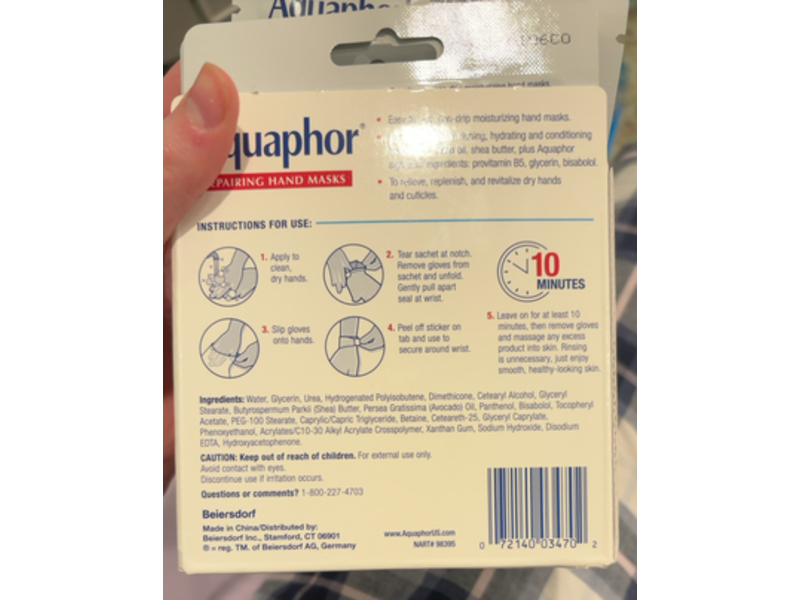 Aquapho
quaphor®
PAIRING HAND MASKS
• non-drip moisturizing hand masks.
• hydrating and conditioning
oil, shea butter, plus Aquaphor
ingredients: provitamin B5, glycerin, bisabolol.
• To relieve, replenish, and revitalize dry hands
and cuticles.
INSTRUCTIONS FOR USE:
1. Apply to
clean,
dry hands.
2. Tear sachet at notch.
Remove gloves from
sachet and unfold.
Gently pull apart
seal at wrist.
10
MINUTES
3. Slip gloves
onto hands.
4. Peel off sticker on
tab and use to
secure around wrist.
5. Leave on for at least 10
minutes, then remove gloves
and massage any excess
product into skin. Rinsing
is unnecessary, just enjoy
smooth, healthy-looking skin.
Ingredients: Water, Glycerin, Urea, Hydrogenated Polyisobutene, Dimethicone, Cetearyl Alcohol, Glyceryl
Stearate, Butyrospermum Parkii (Shea) Butter, Persea Gratissima (Avocado) Oil, Panthenol, Bisabolol, Tocopheryl
Acetate, PEG-100 Stearate, Caprylic/Capric Triglyceride, Betaine, Ceteareth-25, Glyceryl Caprylate,
Phenoxyethanol, Acrylates/C10-30 Alkyl Acrylate Crosspolymer, Xanthan Gum, Sodium Hydroxide, Disodium
EDTA, Hydroxyacetophenone.
CAUTION: Keep out of reach of children. For external use only.
Avoid contact with eyes.
Discontinue use if irritation occurs.
Questions or comments? 1-800-227-4703
Beiersdorf
Made in China/Distributed by:
Beiersdorf Inc., Stamford, CT 06901
® = reg. TM. of Beiersdorf AG, Germany
www.AquaphorUS.com
NART# 98395
0 72140 03470 2